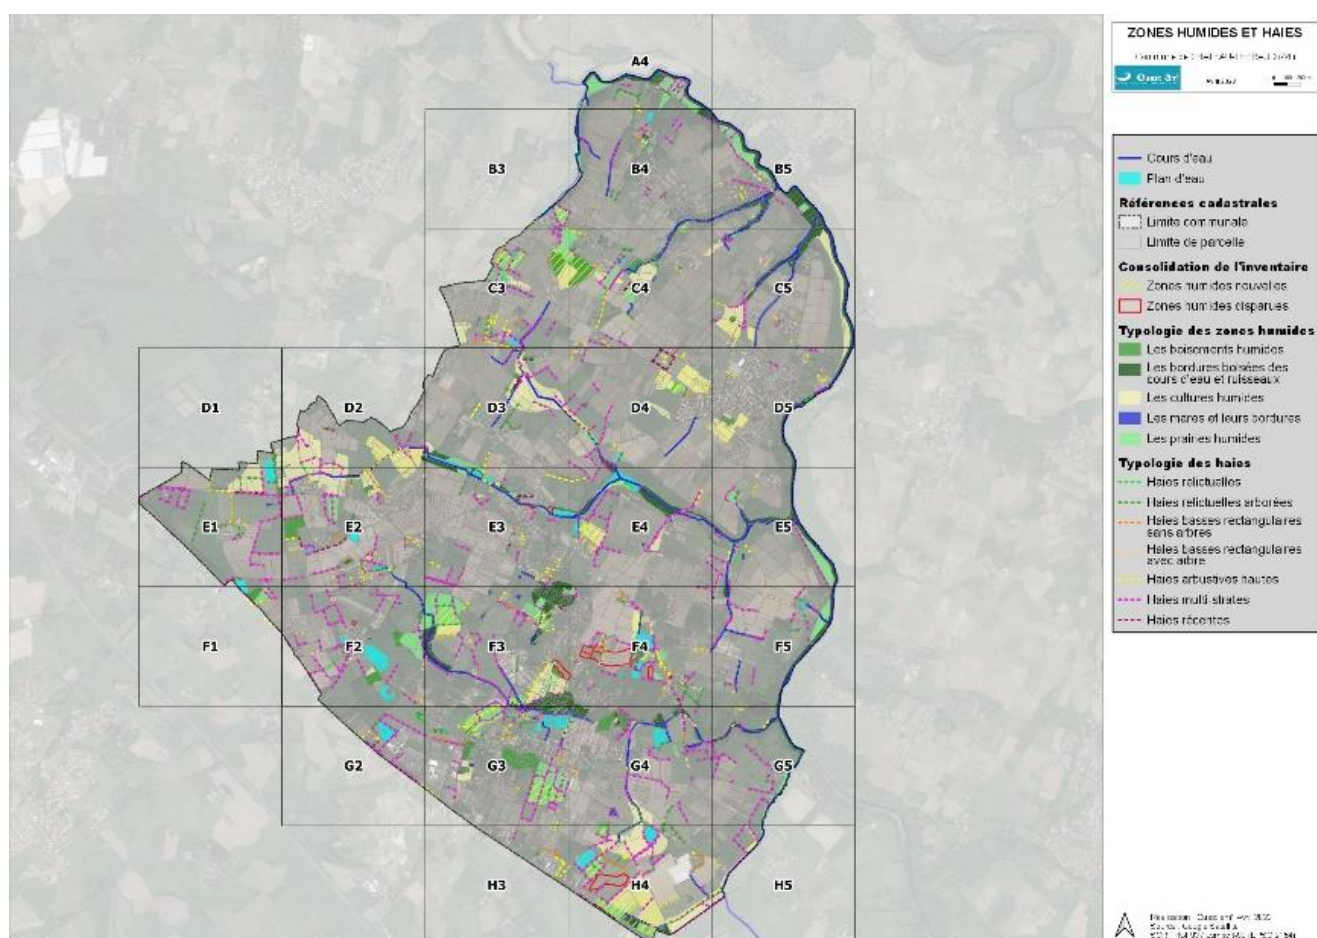 ZONES HUMIDES ET HAIES
Commune de
A4
B3
B4
B5
C3
C4
C5
D1
D2
D3
D4
D5
E1
E2
E3
E4
E5
F1
F2
F3
F4
F5
G2
G3
G4
G5
H3
H4
H5
Cours d'eau
Plan d'eau
Références cadastrales
Limite communale
Limite de parcelle
Consolidation de l'inventaire
Zones humides nouvelles
Zones humides disparues
Typologie des zones humides
Les boisements humides
Les bordures boisées des
cours d'eau et ruisseaux
Les cultures humides
Les mares et leurs bordures
Les prairies humides
Typologie des haies
Haies relictuelles
Haies relictuelles arborées
Haies basses rectangulaires
sans arbres
Haies basses rectangulaires
avec arbre
Haies arbustives hautes
Haies multi-strates
Haies récentes